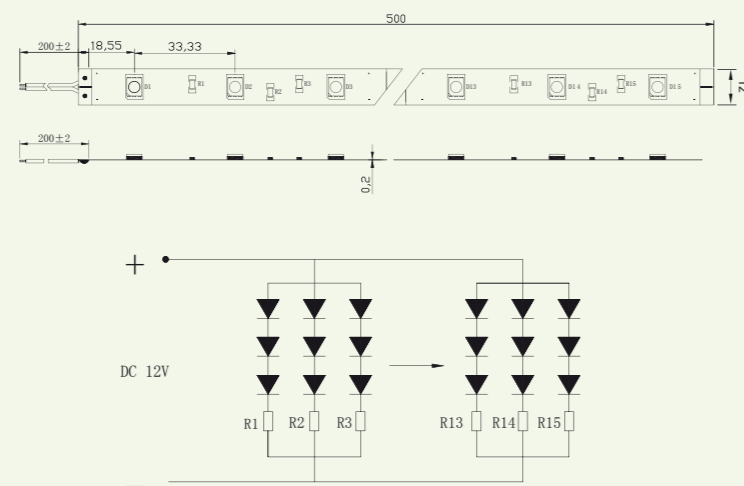 500
200±2 18,55 33,33
D1 R1 D2 R2 R3 D3 D13 R13 D14 R14 R15 D15
12
200±2
0,2
+
DC 12V
R1 R2 R3 R13 R14 R15